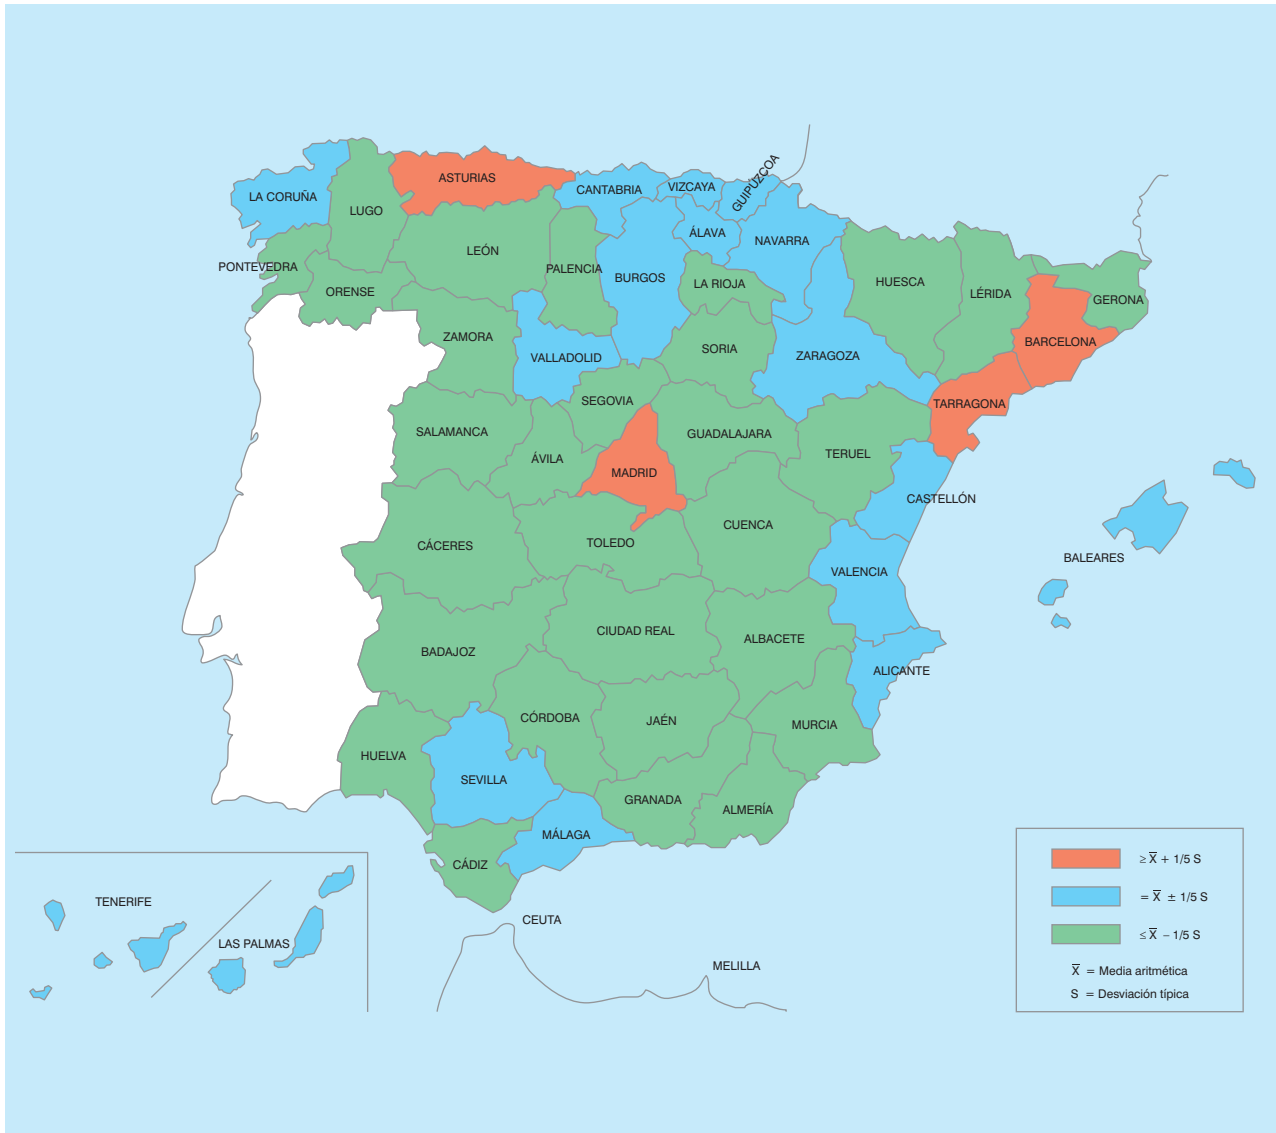 GUIPÚZCOA
ASTURIAS
CANTABRIA
VIZCAYA
LA CORUÑA
LUGO
ÁLAVA
NAVARRA
LEÓN
PONTEVEDRA
PALENCIA
BURGOS
LA RIOJA
HUESCA
ORENSE
LÉRIDA
GERONA
ZAMORA
BARCELONA
SORIA
VALLADOLID
ZARAGOZA
SEGOVIA
TARRAGONA
SALAMANCA
GUADALAJARA
ÁVILA
TERUEL
MADRID
CASTELLÓN
CUENCA
CÁCERES
TOLEDO
BALEARES
VALENCIA
CIUDAD REAL
ALBACETE
BADAJOZ
ALICANTE
CÓRDOBA
JAÉN
MURCIA
HUELVA
SEVILLA
GRANADA
ALMERÍA
MÁLAGA
CÁDIZ
TENERIFE
CEUTA
LAS PALMAS
MELILLA
≥ X̅ + 1/5 S
= X̅ ± 1/5 S
≤ X̅ − 1/5 S
X̅ = Media aritmética
S = Desviación típica